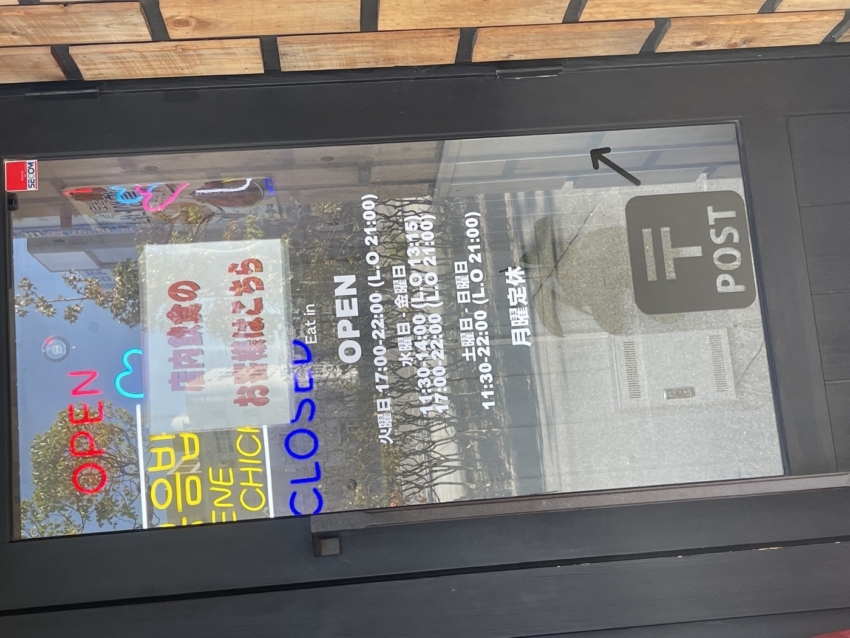 SECOM
OPEN
店内飲食の
お客様はこちら
CHICK
CLOSED
Eat in
OPEN
火曜日 17:00-22:00 (L.O 21:00)
水曜日 - 金曜日
11:30-14:00 (L.O 13:15)
17:00-22:00 (L.O 21:00)
土曜日 - 日曜日
11:30-22:00 (L.O 21:00)
月曜定休
〒
POST